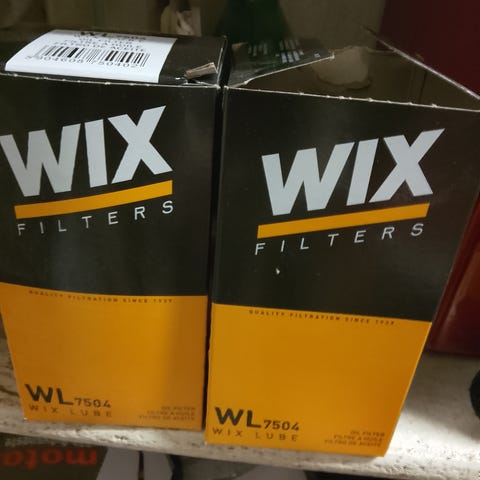 WIX
FILTERS
QUALITY FILTRATION SINCE 1939
WL7504
WIX LUBE
OIL FILTER
FILTRE A HUILE
FILTRO DE ACEITE
WIX
FILTERS
QUALITY FILTRATION SINCE 1939
WL7504
WIX LUBE
OIL FILTER
FILTRE A HUILE
FILTRO DE ACEITE